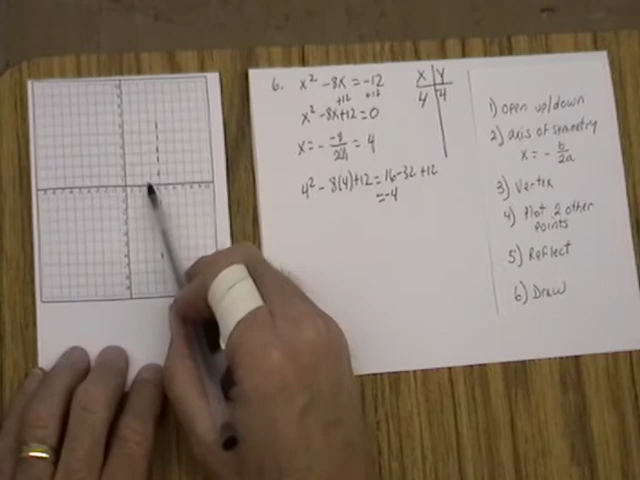 6. x² - 8x = -12
+12 +12
x² - 8x + 12 = 0
x = - -8/2(1) = 4
4² - 8(4) + 12 = 16 - 32 + 12
= -4
x y
4 4
1) open up/down
2) axis of symmetry
x = - b/2a
3) Vertex
4) Plot 2 other
points
5) Reflect
6) Draw